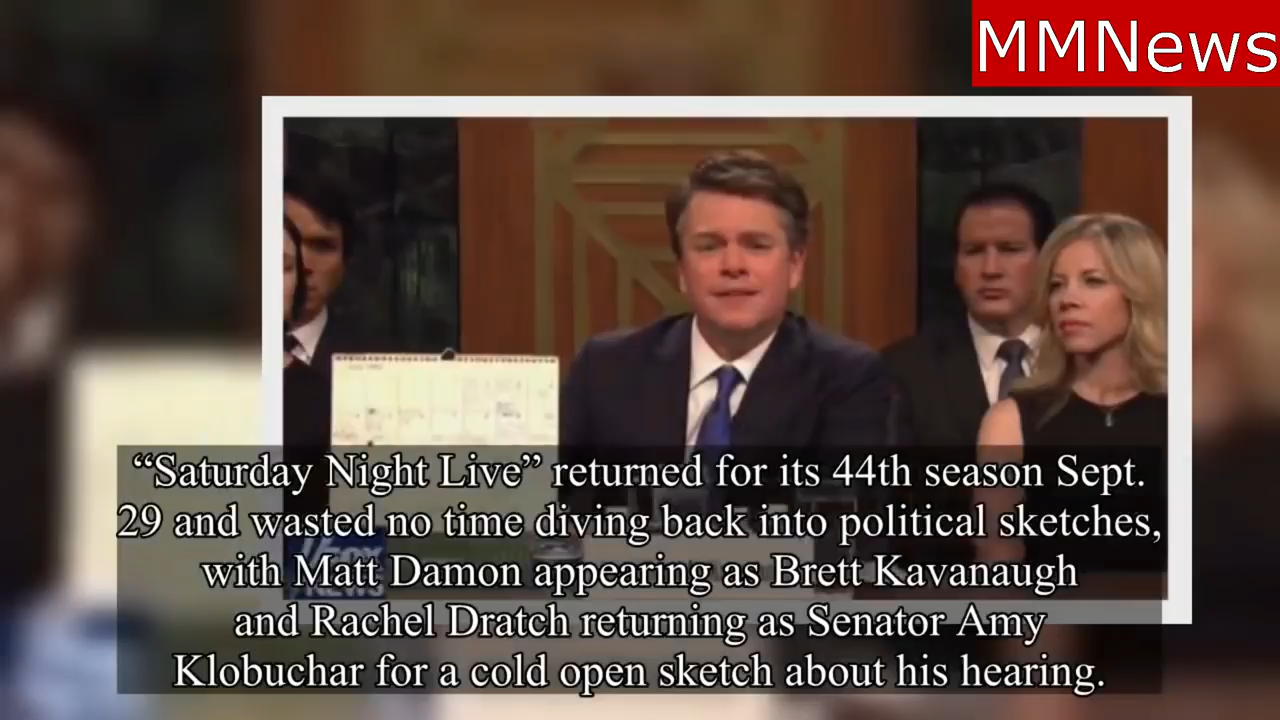 MMNews
“Saturday Night Live” returned for its 44th season Sept.
29 and wasted no time diving back into political sketches,
with Matt Damon appearing as Brett Kavanaugh
and Rachel Dratch returning as Senator Amy
Klobuchar for a cold open sketch about his hearing.
FOX
NEWS